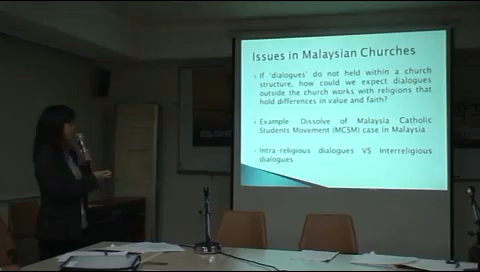 Issues in Malaysian Churches
If 'dialogues' do not held within a church
structure, how could we expect dialogues
outside the church works with religions that
hold differences in value and faith?
Example: Dissolve of Malaysia Catholic
Students Movement (MCSM) case in Malaysia
Intra-religious dialogues VS Interreligious
dialogues